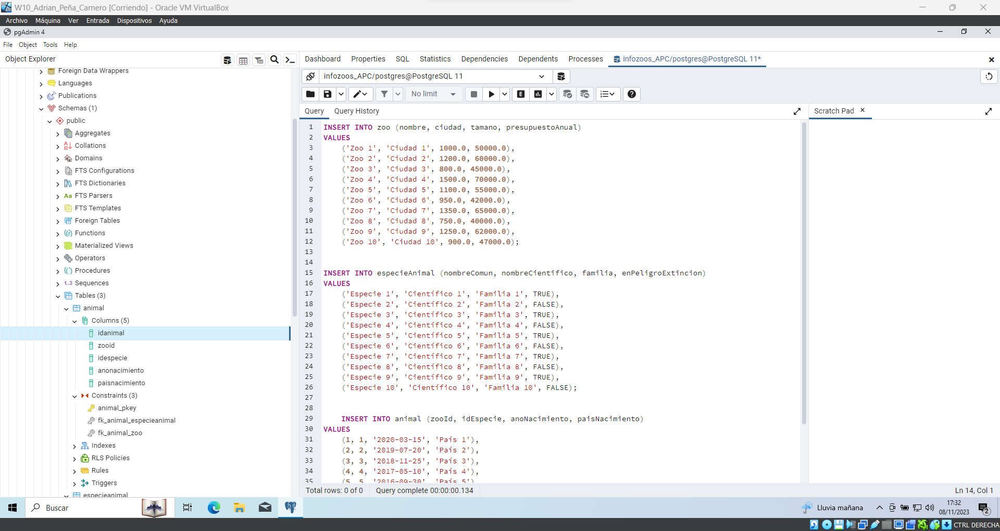 W10_Adrian_Peña_Carnero [Corriendo] - Oracle VM VirtualBox
Archivo Máquina Ver Entrada Dispositivos Ayuda
pgAdmin 4
File Object Tools Help
Object Explorer
Dashboard Properties SQL Statistics Dependencies Dependents Processes infozoos_APC/postgres@PostgreSQL 11*
infozoos_APC/postgres@PostgreSQL 11
No limit
Query Query History
Scratch Pad
Foreign Data Wrappers
Languages
Publications
Schemas (1)
public
Aggregates
Collations
Domains
FTS Configurations
FTS Dictionaries
Aa FTS Parsers
FTS Templates
Foreign Tables
Functions
Materialized Views
Operators
Procedures
1..3 Sequences
Tables (3)
animal
Columns (5)
idanimal
zooid
idespecie
anonacimiento
paisnacimiento
Constraints (3)
animal_pkey
fk_animal_especieanimal
fk_animal_zoo
Indexes
RLS Policies
Rules
Triggers
especieanimal
1 INSERT INTO zoo (nombre, ciudad, tamano, presupuestoAnual)
2 VALUES
3 ('Zoo 1', 'Ciudad 1', 1000.0, 50000.0),
4 ('Zoo 2', 'Ciudad 2', 1200.0, 60000.0),
5 ('Zoo 3', 'Ciudad 3', 800.0, 45000.0),
6 ('Zoo 4', 'Ciudad 4', 1500.0, 70000.0),
7 ('Zoo 5', 'Ciudad 5', 1100.0, 55000.0),
8 ('Zoo 6', 'Ciudad 6', 950.0, 42000.0),
9 ('Zoo 7', 'Ciudad 7', 1350.0, 65000.0),
10 ('Zoo 8', 'Ciudad 8', 750.0, 40000.0),
11 ('Zoo 9', 'Ciudad 9', 1250.0, 62000.0),
12 ('Zoo 10', 'Ciudad 10', 900.0, 47000.0);
13
14
15 INSERT INTO especieAnimal (nombreComun, nombreCientifico, familia, enPeligroExtincion)
16 VALUES
17 ('Especie 1', 'Científico 1', 'Familia 1', TRUE),
18 ('Especie 2', 'Científico 2', 'Familia 2', FALSE),
19 ('Especie 3', 'Científico 3', 'Familia 3', TRUE),
20 ('Especie 4', 'Científico 4', 'Familia 4', FALSE),
21 ('Especie 5', 'Científico 5', 'Familia 5', TRUE),
22 ('Especie 6', 'Científico 6', 'Familia 6', FALSE),
23 ('Especie 7', 'Científico 7', 'Familia 7', TRUE),
24 ('Especie 8', 'Científico 8', 'Familia 8', FALSE),
25 ('Especie 9', 'Científico 9', 'Familia 9', TRUE),
26 ('Especie 10', 'Científico 10', 'Familia 10', FALSE);
27
28
29 INSERT INTO animal (zooId, idEspecie, anoNacimiento, paisNacimiento)
30 VALUES
31 (1, 1, '2020-03-15', 'País 1'),
32 (2, 2, '2019-07-20', 'País 2'),
33 (3, 3, '2018-11-25', 'País 3'),
34 (4, 4, '2017-05-10', 'País 4'),
35 (5, 5, '2016-09-30', 'País 5'),
Total rows: 0 of 0 Query complete 00:00:00.134
Ln 14, Col 1
Buscar
Lluvia mañana
17:32
08/11/2023
2
CTRL DERECHA